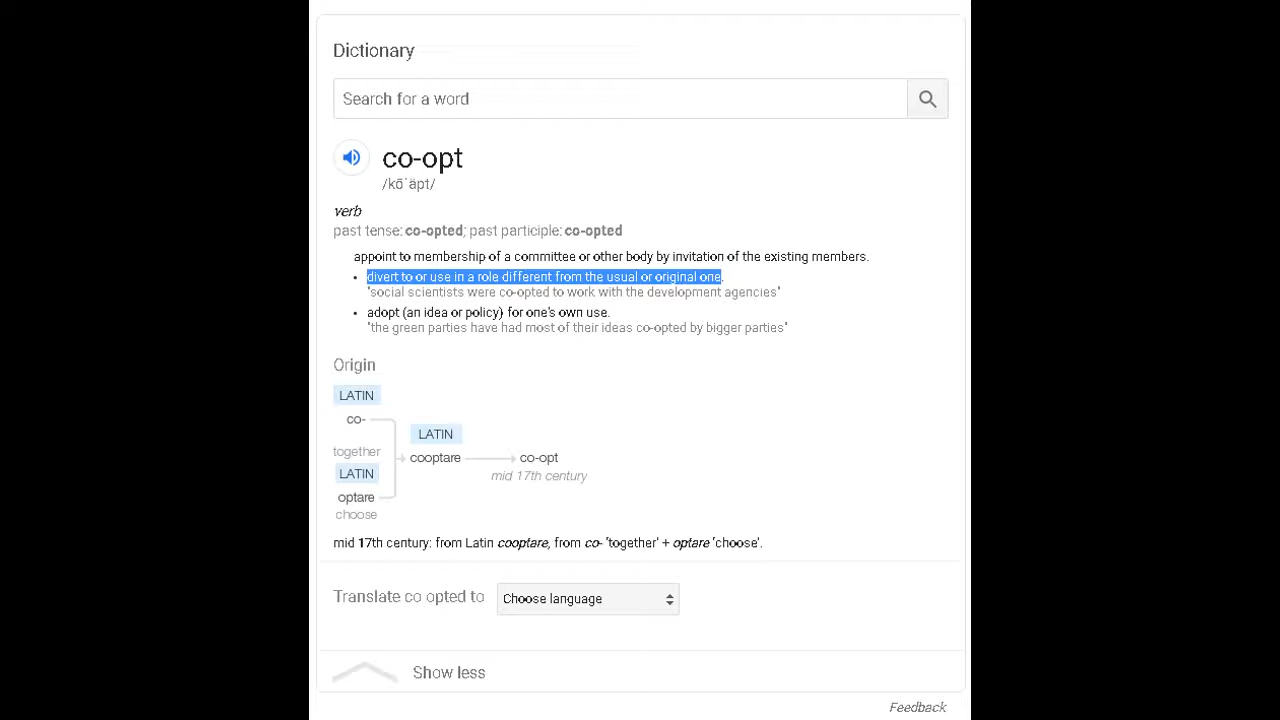 Dictionary
Search for a word
co-opt
/kōˈäpt/
verb
past tense: co-opted; past participle: co-opted
appoint to membership of a committee or other body by invitation of the existing members.
• divert to or use in a role different from the usual or original one.
"social scientists were co-opted to work with the development agencies"
• adopt (an idea or policy) for one's own use.
"the green parties have had most of their ideas co-opted by bigger parties"
Origin
LATIN
co-
together
LATIN
cooptare
co-opt
mid 17th century
LATIN
optare
choose
mid 17th century: from Latin cooptare, from co- 'together' + optare 'choose'.
Translate co opted to
Choose language
Show less
Feedback